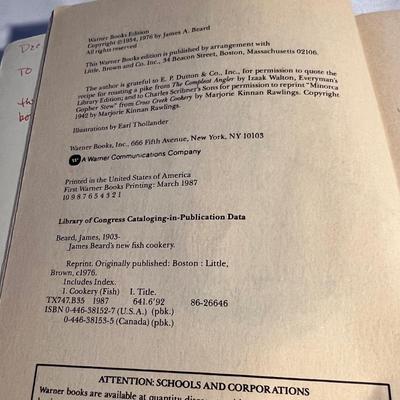 Dze
TO
Warner Books Edition
Copyright ©1954, 1976 by James A. Beard
This Warner Books edition is published by arrangement with
Little, Brown and Co., Inc., 34 Beacon Street, Boston, Massachusetts 02106.
The author is grateful to E. P. Dutton & Co., Inc., for permission to quote the
recipe for roasting a pike from The Compleat Angler by Izaak Walton, Everyman's
Library Edition; and to Charles Scribner's Sons for permission to reprint "Minorca
Gopher Stew" from Cross Creek Cookery by Marjorie Kinnan Rawlings. Copyright
1942 by Marjorie Kinnan Rawlings.
Illustrations by Earl Thollander
Warner Books, Inc., 666 Fifth Avenue, New York, NY 10103
A Warner Communications Company
Printed in the United States of America
First Warner Books Printing: March 1987
10 9 8 7 6 5 4 3 2 1
Library of Congress Cataloging-in-Publication Data
Beard, James, 1903-
James Beard's new fish cookery.
Reprint. Originally published: Boston : Little,
Brown, c1976.
Includes Index.
1. Cookery (Fish) I. Title.
TX747.B35 1987 641.6'92 86-26646
ISBN 0-446-38152-7 (U.S.A.) (pbk.)
0-446-38153-5 (Canada) (pbk.)
ATTENTION: SCHOOLS AND CORPORATIONS
Warner books are available at quantity